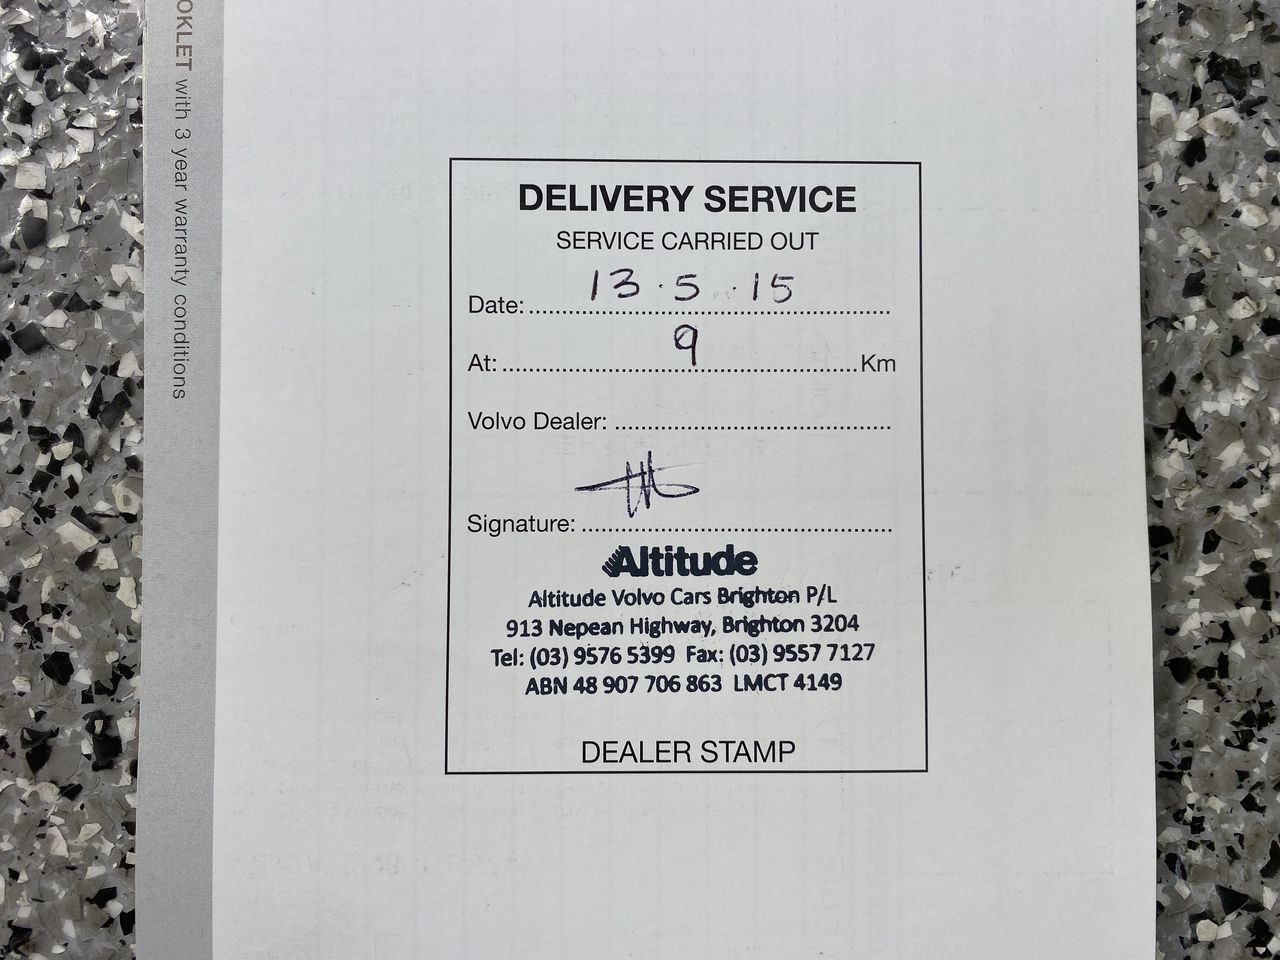 OKLET with 3 year warranty conditions
DELIVERY SERVICE
SERVICE CARRIED OUT
Date: 13.5.15
At: 9 Km
Volvo Dealer:
Signature:
Altitude
Altitude Volvo Cars Brighton P/L
913 Nepean Highway, Brighton 3204
Tel: (03) 9576 5399 Fax: (03) 9557 7127
ABN 48 907 706 863 LMCT 4149
DEALER STAMP